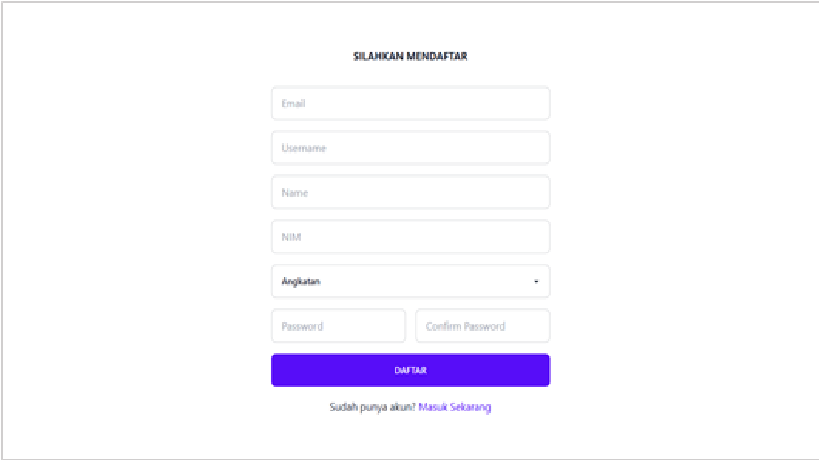 SILAHKAN MENDAFTAR
Email
Username
Name
NIM
Angkatan
Password Confirm Password
DAFTAR
Sudah punya akun? Masuk Sekarang